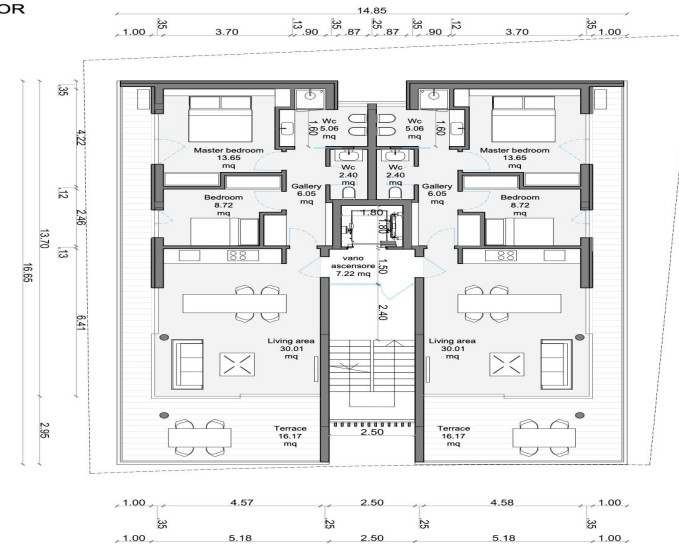 OR
14.85
.35 .13 .35 .25 .35 .12 .35
1.00 3.70 .90 .87 .87 .90 3.70 1.00
.35
4.22
.12
2.46
.13
6.41
13.70
2.95
16.65
Master bedroom
13.65
mq
Wc
5.06
mq
1.60
Wc
5.06
mq
1.60
Master bedroom
13.65
mq
Bedroom
8.72
mq
Gallery
6.05
mq
Wc
2.40
mq
Wc
2.40
mq
Gallery
6.05
mq
Bedroom
8.72
mq
1.80
1.80
vano
ascensore
7.22 mq
1.50
2.40
Living area
30.01
mq
Living area
30.01
mq
Terrace
16.17
mq
2.50
Terrace
16.17
mq
1.00 4.57 2.50 4.58 1.00
.35 .25 .25 .35
1.00 5.18 2.50 5.18 1.00